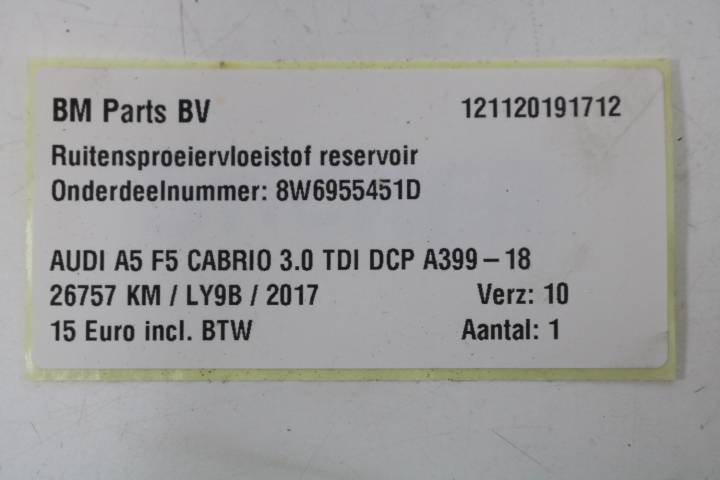 BM Parts BV 121120191712
Ruitensproeiervloeistof reservoir
Onderdeelnummer: 8W6955451D
AUDI A5 F5 CABRIO 3.0 TDI DCP A399 – 18
26757 KM / LY9B / 2017 Verz: 10
15 Euro incl. BTW Aantal: 1